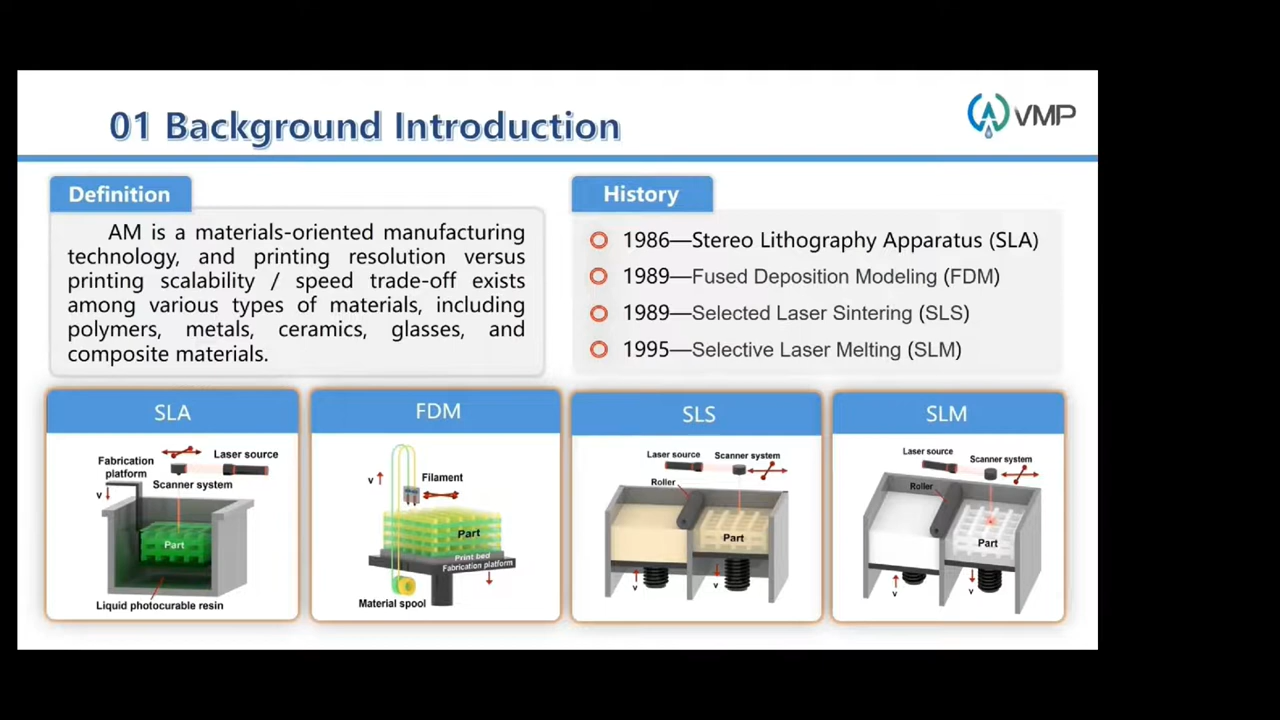 01 Background Introduction
VMP
Definition
AM is a materials-oriented manufacturing
technology, and printing resolution versus
printing scalability / speed trade-off exists
among various types of materials, including
polymers, metals, ceramics, glasses, and
composite materials.
History
1986—Stereo Lithography Apparatus (SLA)
1989—Fused Deposition Modeling (FDM)
1989—Selected Laser Sintering (SLS)
1995—Selective Laser Melting (SLM)
SLA
Laser source
Fabrication
platform
Scanner system
v
Part
Liquid photocurable resin
FDM
v
Filament
Part
Print bed
Fabrication platform
Material spool
SLS
Laser source
Scanner system
Roller
Part
v
v
SLM
Laser source
Scanner system
Roller
Part
v
v